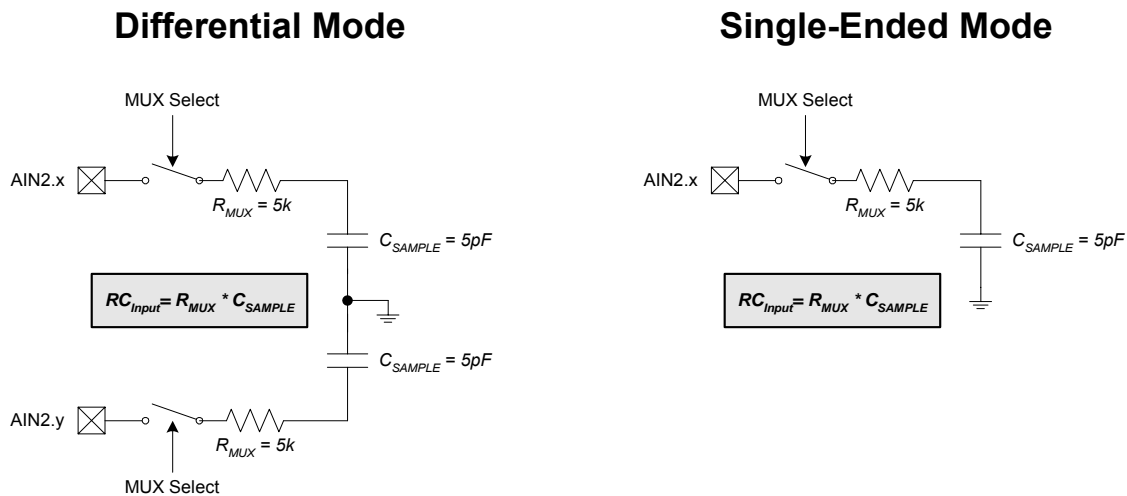 Differential Mode
MUX Select
AIN2.x
R_MUX = 5k
C_SAMPLE = 5pF
RC_Input= R_MUX * C_SAMPLE
C_SAMPLE = 5pF
AIN2.y
R_MUX = 5k
MUX Select
Single-Ended Mode
MUX Select
AIN2.x
R_MUX = 5k
C_SAMPLE = 5pF
RC_Input= R_MUX * C_SAMPLE